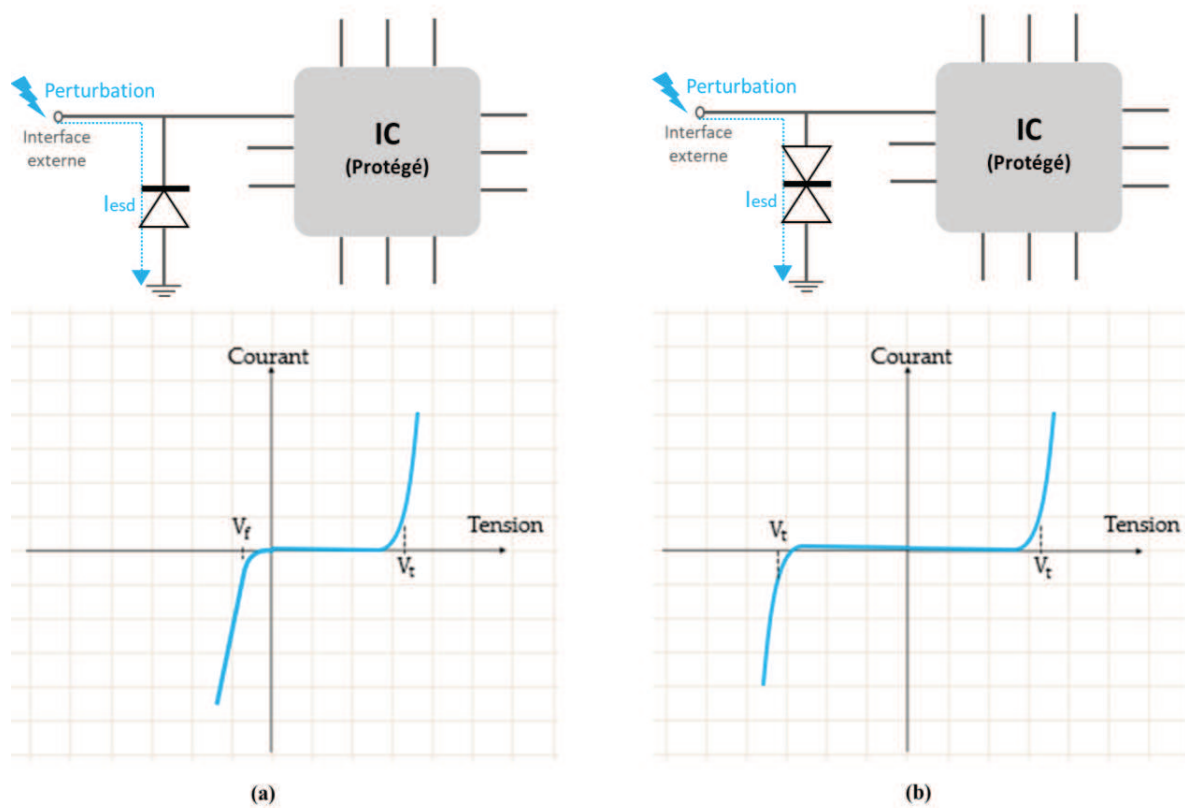 Perturbation
Interface
externe
Iesd
IC
(Protégé)
Courant
Vf
Tension
Vt
(a)
Perturbation
Interface
externe
Iesd
IC
(Protégé)
Courant
Vt
Tension
Vt
(b)